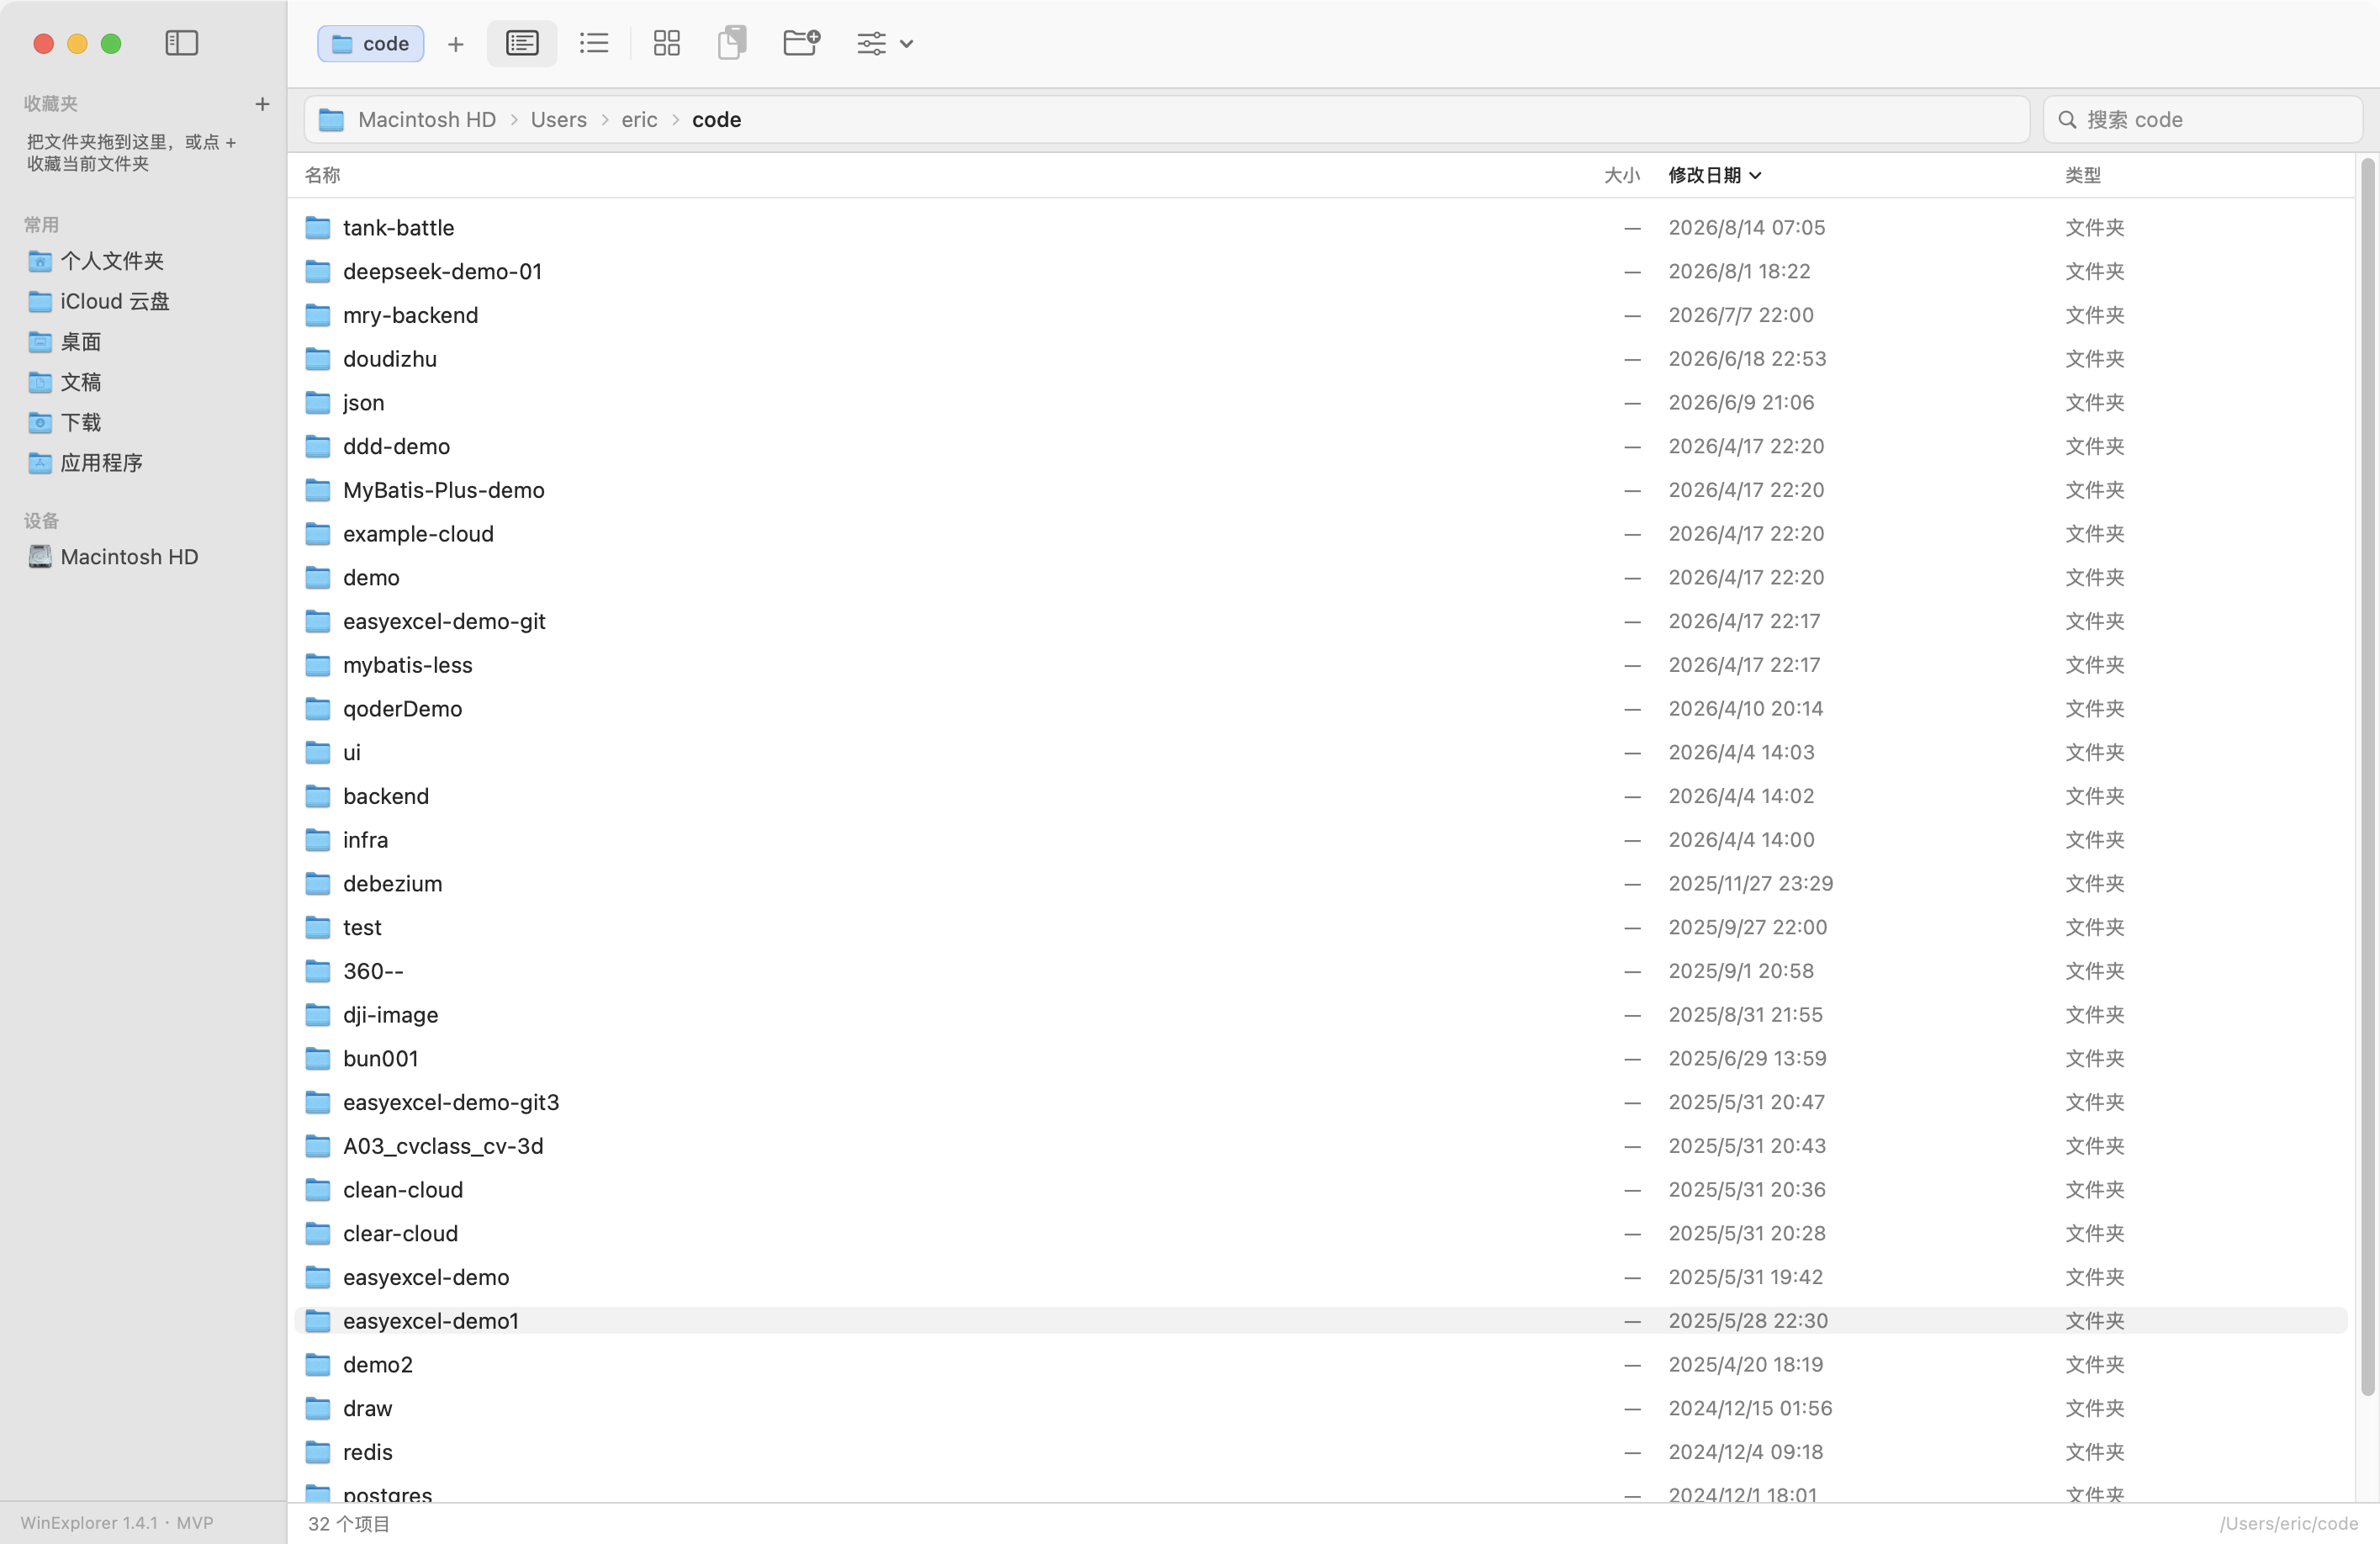 code
收藏夹
把文件夹拖到这里，或点 +
收藏当前文件夹
常用
个人文件夹
iCloud 云盘
桌面
文稿
下载
应用程序
设备
Macintosh HD
WinExplorer 1.4.1 · MVP
Macintosh HD › Users › eric › code
搜索 code
名称 大小 修改日期 类型
tank-battle — 2026/8/14 07:05 文件夹
deepseek-demo-01 — 2026/8/1 18:22 文件夹
mry-backend — 2026/7/7 22:00 文件夹
doudizhu — 2026/6/18 22:53 文件夹
json — 2026/6/9 21:06 文件夹
ddd-demo — 2026/4/17 22:20 文件夹
MyBatis-Plus-demo — 2026/4/17 22:20 文件夹
example-cloud — 2026/4/17 22:20 文件夹
demo — 2026/4/17 22:20 文件夹
easyexcel-demo-git — 2026/4/17 22:17 文件夹
mybatis-less — 2026/4/17 22:17 文件夹
qoderDemo — 2026/4/10 20:14 文件夹
ui — 2026/4/4 14:03 文件夹
backend — 2026/4/4 14:02 文件夹
infra — 2026/4/4 14:00 文件夹
debezium — 2025/11/27 23:29 文件夹
test — 2025/9/27 22:00 文件夹
360-- — 2025/9/1 20:58 文件夹
dji-image — 2025/8/31 21:55 文件夹
bun001 — 2025/6/29 13:59 文件夹
easyexcel-demo-git3 — 2025/5/31 20:47 文件夹
A03_cvclass_cv-3d — 2025/5/31 20:43 文件夹
clean-cloud — 2025/5/31 20:36 文件夹
clear-cloud — 2025/5/31 20:28 文件夹
easyexcel-demo — 2025/5/31 19:42 文件夹
easyexcel-demo1 — 2025/5/28 22:30 文件夹
demo2 — 2025/4/20 18:19 文件夹
draw — 2024/12/15 01:56 文件夹
redis — 2024/12/4 09:18 文件夹
postgres — 2024/12/1 18:01 文件夹
32 个项目
/Users/eric/code